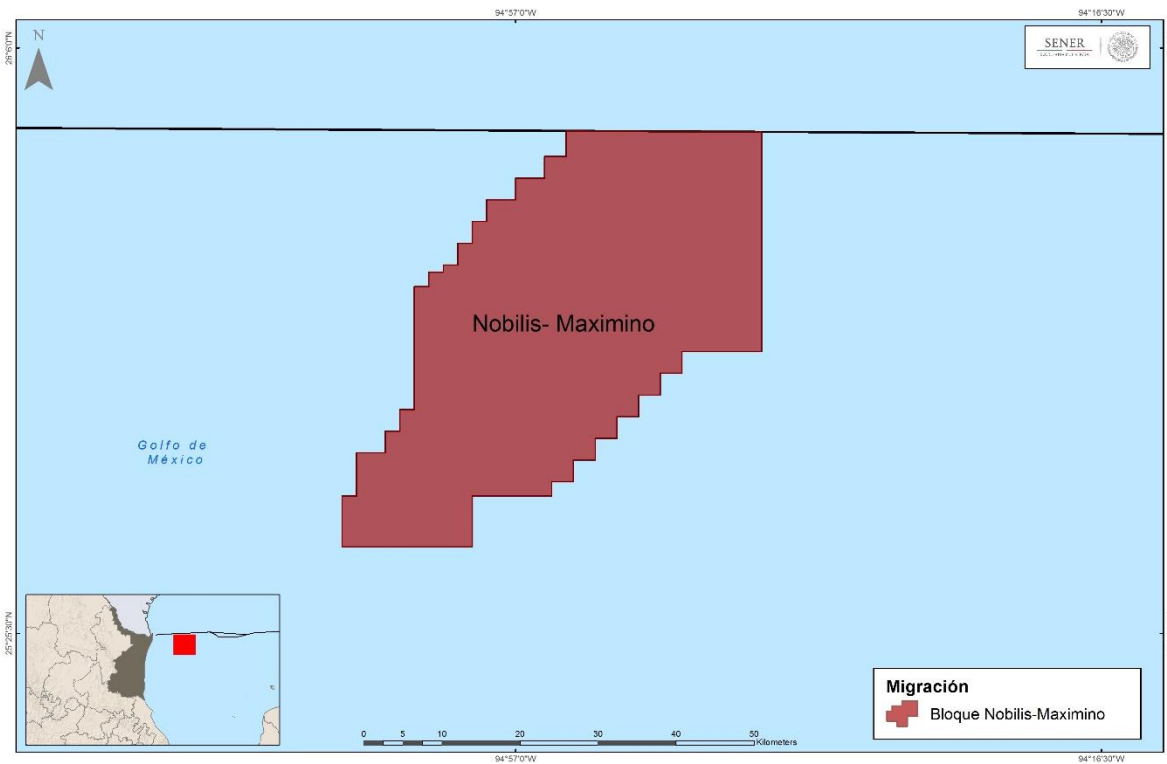 94°57'0"W
94°16'30"W
26°6'0"N
N
SENER
Nobilis- Maximino
Golfo de
México
25°25'30"N
Migración
Bloque Nobilis-Maximino
0 5 10 20 30 40 50
Kilometers
94°57'0"W
94°16'30"W